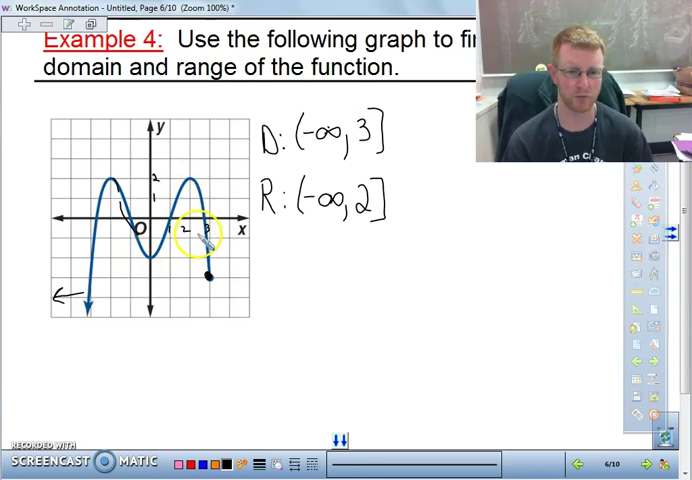 WorkSpace Annotation - Untitled, Page 6/10 (Zoom 100%) *
Example 4: Use the following graph to fi
domain and range of the function.
y
2
1
O
1 2 3
x
D: (-∞, 3]
R: (-∞, 2]
RECORDED WITH
SCREENCAST O MATIC
6/10